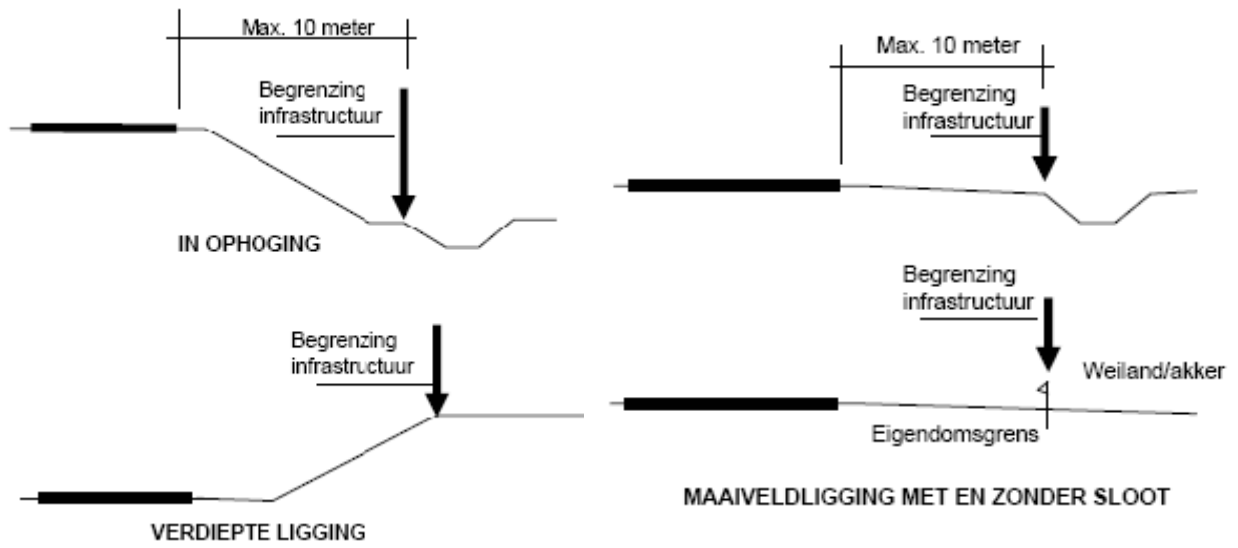 Max. 10 meter
Begrenzing
infrastructuur
IN OPHOGING
Begrenzing
infrastructuur
VERDIEPTE LIGGING
Max. 10 meter
Begrenzing
infrastructuur
Begrenzing
infrastructuur
Weiland/akker
Eigendomsgrens
MAAIVELDLIGGING MET EN ZONDER SLOOT